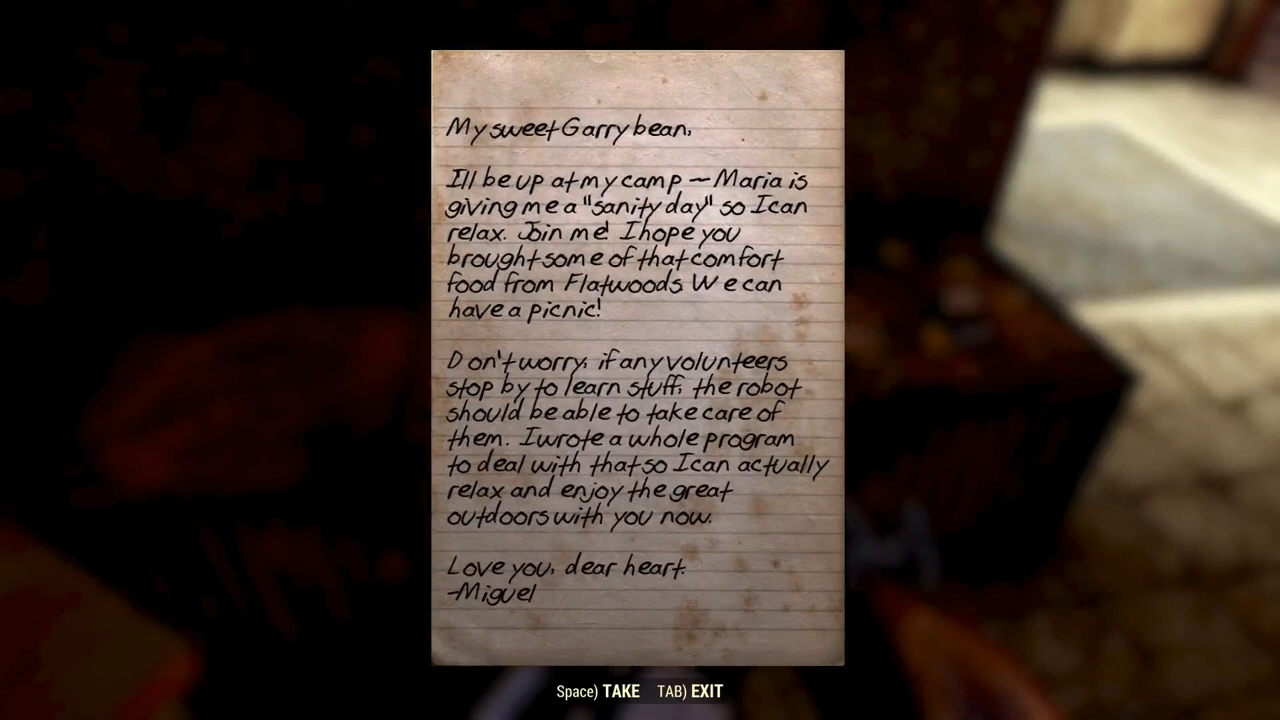 My sweet Garry bean,
I'll be up at my camp – Maria is
giving me a "sanity day" so I can
relax. Join me! I hope you
brought some of that comfort
food from Flatwoods. We can
have a picnic!
Don't worry, if any volunteers
stop by to learn stuff, the robot
should be able to take care of
them. I wrote a whole program
to deal with that so I can actually
relax and enjoy the great
outdoors with you now.
Love you, dear heart.
-Miguel
Space) TAKE TAB) EXIT